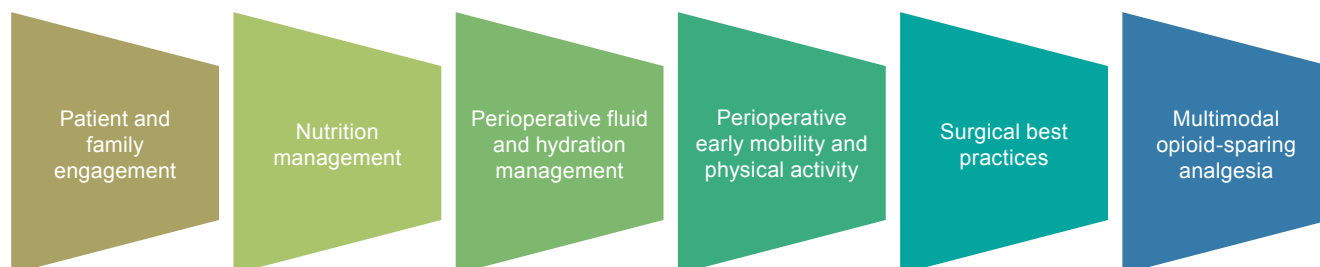 Patient and
family
engagement
Nutrition
management
Perioperative fluid
and hydration
management
Perioperative
early mobility and
physical activity
Surgical best
practices
Multimodal
opioid-sparing
analgesia